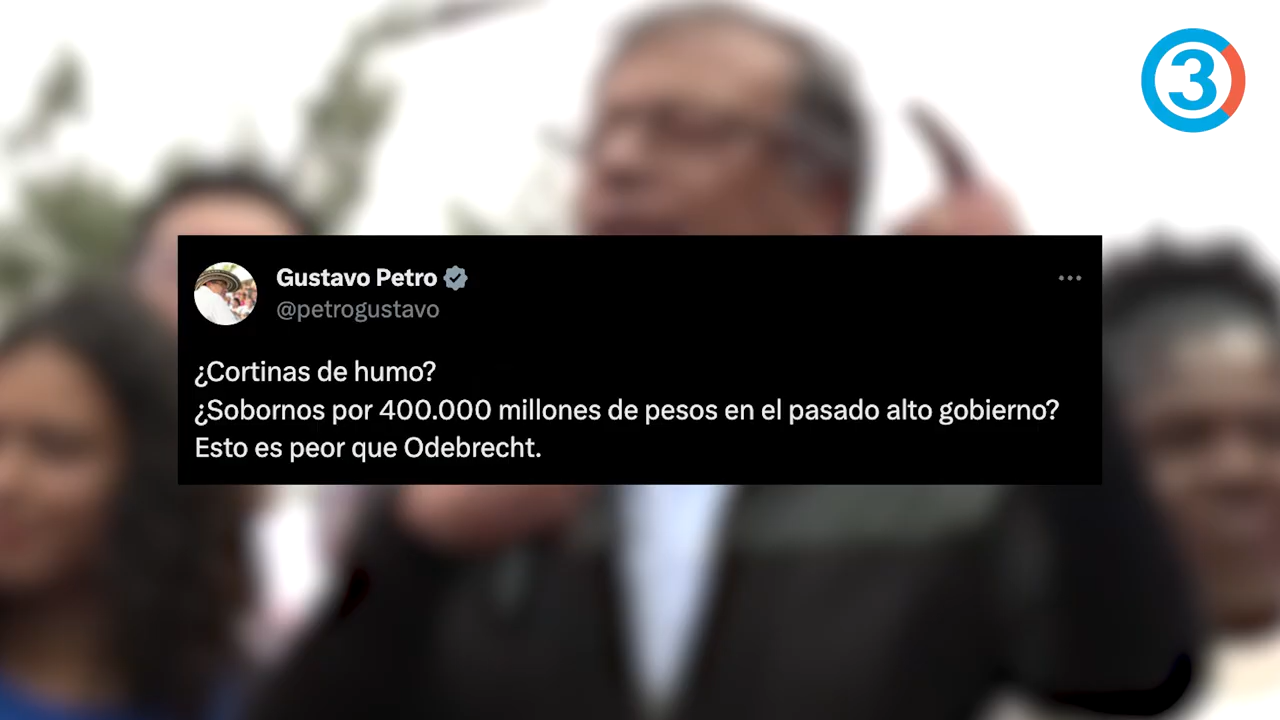 3
Gustavo Petro
@petrogustavo
¿Cortinas de humo?
¿Sobornos por 400.000 millones de pesos en el pasado alto gobierno?
Esto es peor que Odebrecht.